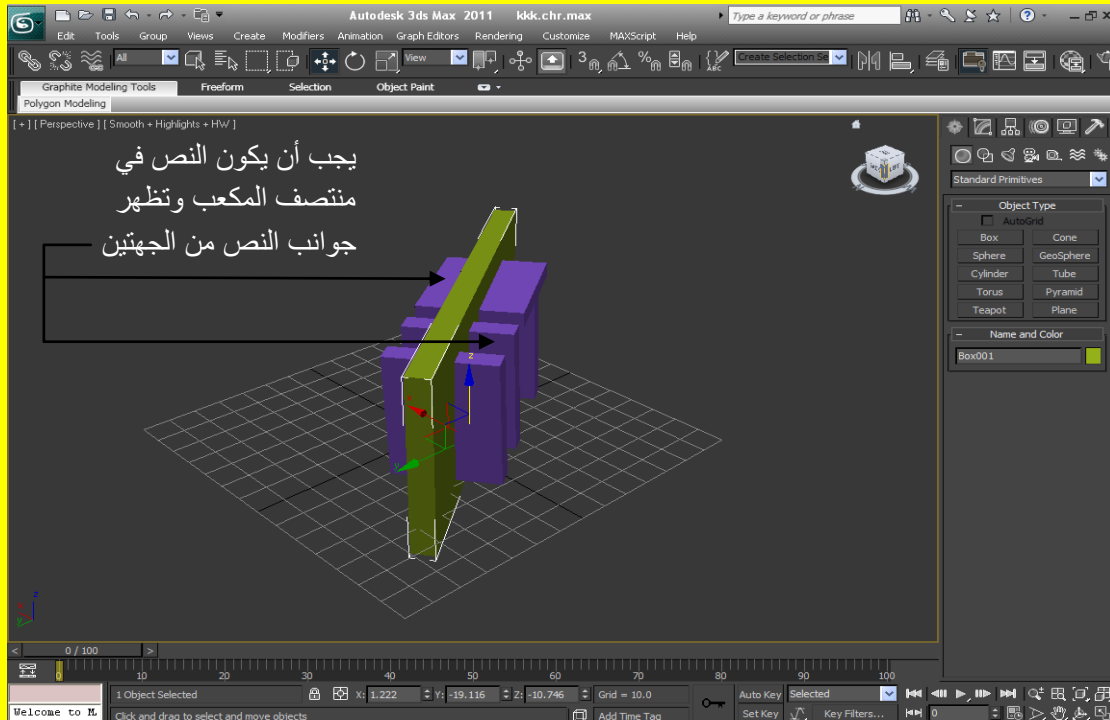 Autodesk 3ds Max 2011 kkk.chr.max
Type a keyword or phrase
Edit Tools Group Views Create Modifiers Animation Graph Editors Rendering Customize MAXScript Help
All
View
3
ABC
Create Selection Se
Graphite Modeling Tools Freeform Selection Object Paint
Polygon Modeling
[ + ] [ Perspective ] [ Smooth + Highlights + HW ]
يجب أن يكون النص في
منتصف المكعب وتظهر
جوانب النص من الجهتين
z
y
z
Standard Primitives
Object Type
AutoGrid
Box Cone
Sphere GeoSphere
Cylinder Tube
Torus Pyramid
Teapot Plane
Name and Color
Box001
< 0 / 100 >
0 10 20 30 40 50 60 70 80 90 100
1 Object Selected X: 1.222 Y: -19.116 Z: -10.746 Grid = 10.0 Auto Key Selected
Welcome to M Click and drag to select and move objects Add Time Tag Set Key Key Filters... 0